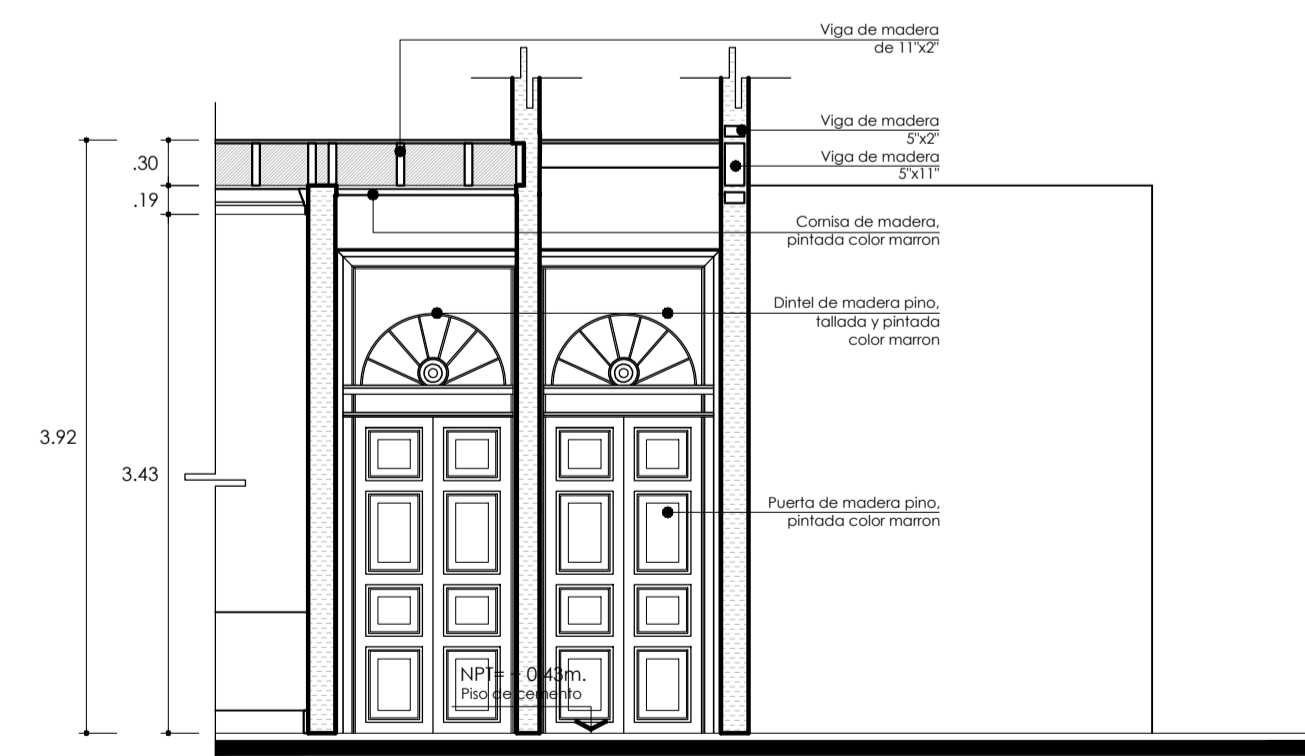 Viga de madera
de 11"x2"
Viga de madera
5"x2"
Viga de madera
5"x11"
.30
.19
Cornisa de madera,
pintada color marron
Dintel de madera pino,
tallada y pintada
color marron
3.92
3.43
Puerta de madera pino,
pintada color marron
NPT= 0.43m.
Piso de cemento